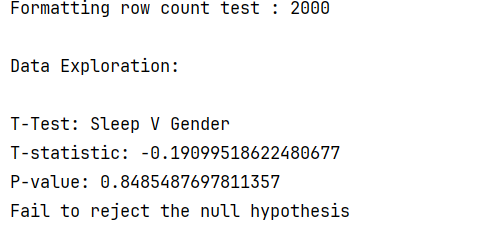 Formatting row count test : 2000
Data Exploration:
T-Test: Sleep V Gender
T-statistic: -0.19099518622480677
P-value: 0.8485487697811357
Fail to reject the null hypothesis